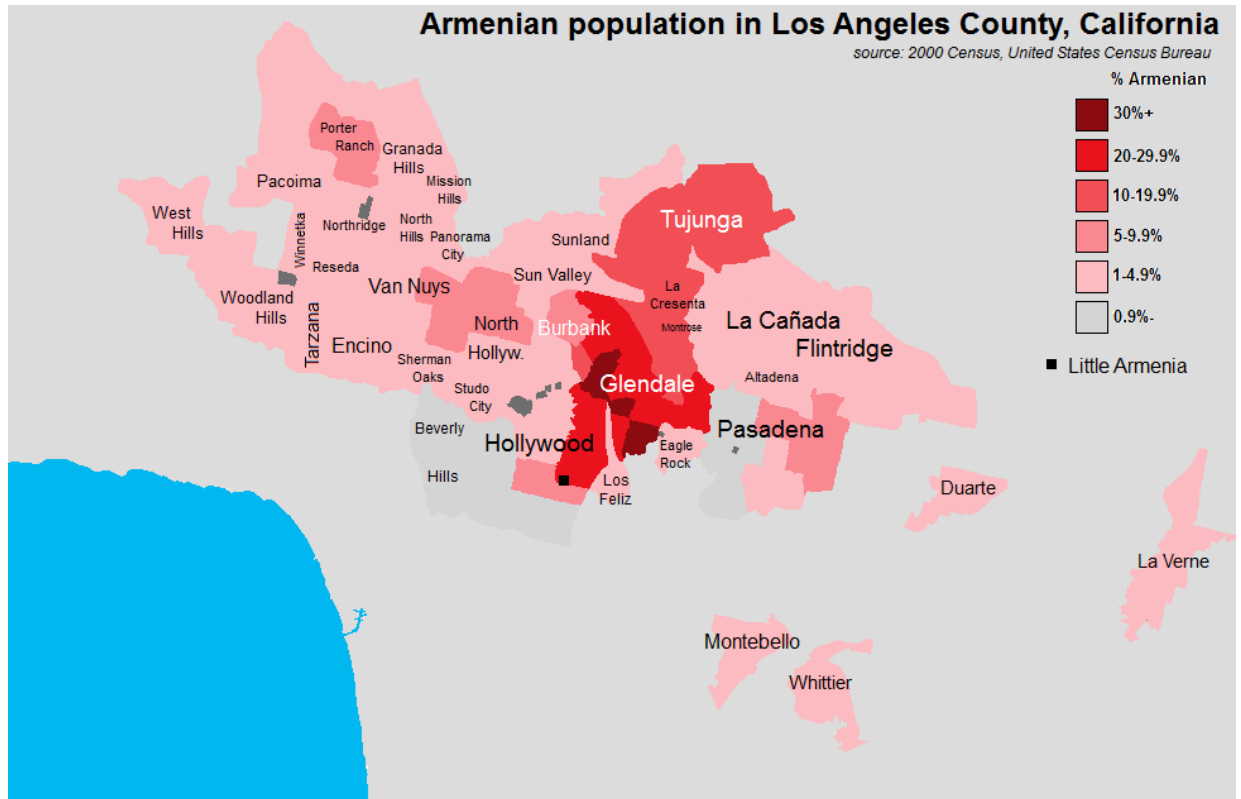 Armenian population in Los Angeles County, California
source: 2000 Census, United States Census Bureau
% Armenian
30%+
20-29.9%
10-19.9%
5-9.9%
1-4.9%
0.9%-
Little Armenia
Porter
Ranch
Granada
Hills
Pacoima
Mission
Hills
West
Hills
Winnetka
Northridge
North
Hills
Panorama
City
Reseda
Woodland
Hills
Tarzana
Encino
Van Nuys
Sherman
Oaks
Studo
City
North
Hollyw.
Sunland
Sun Valley
Tujunga
La
Cresenta
Montrose
Burbank
Glendale
La Cañada
Flintridge
Altadena
Pasadena
Beverly
Hills
Hollywood
Los
Feliz
Eagle
Rock
Duarte
La Verne
Montebello
Whittier